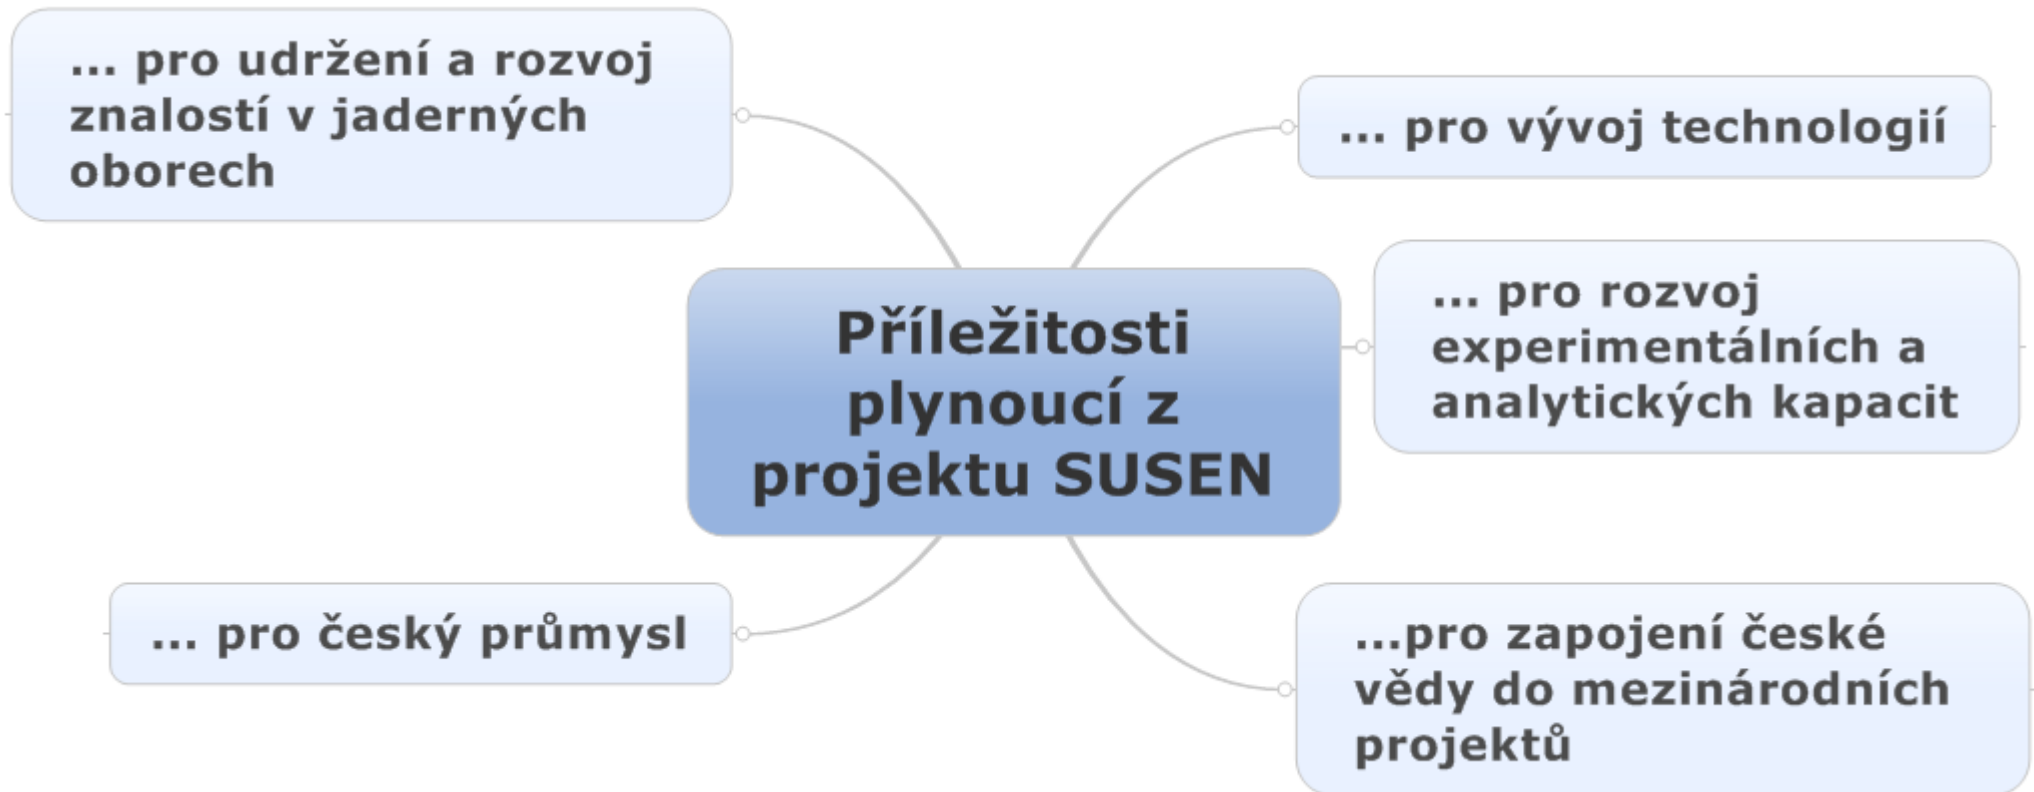 ... pro udržení a rozvoj
znalostí v jaderných
oborech
... pro vývoj technologií
... pro rozvoj
experimentálních a
analytických kapacit
Příležitosti
plynoucí z
projektu SUSEN
... pro český průmysl
...pro zapojení české
vědy do mezinárodních
projektů